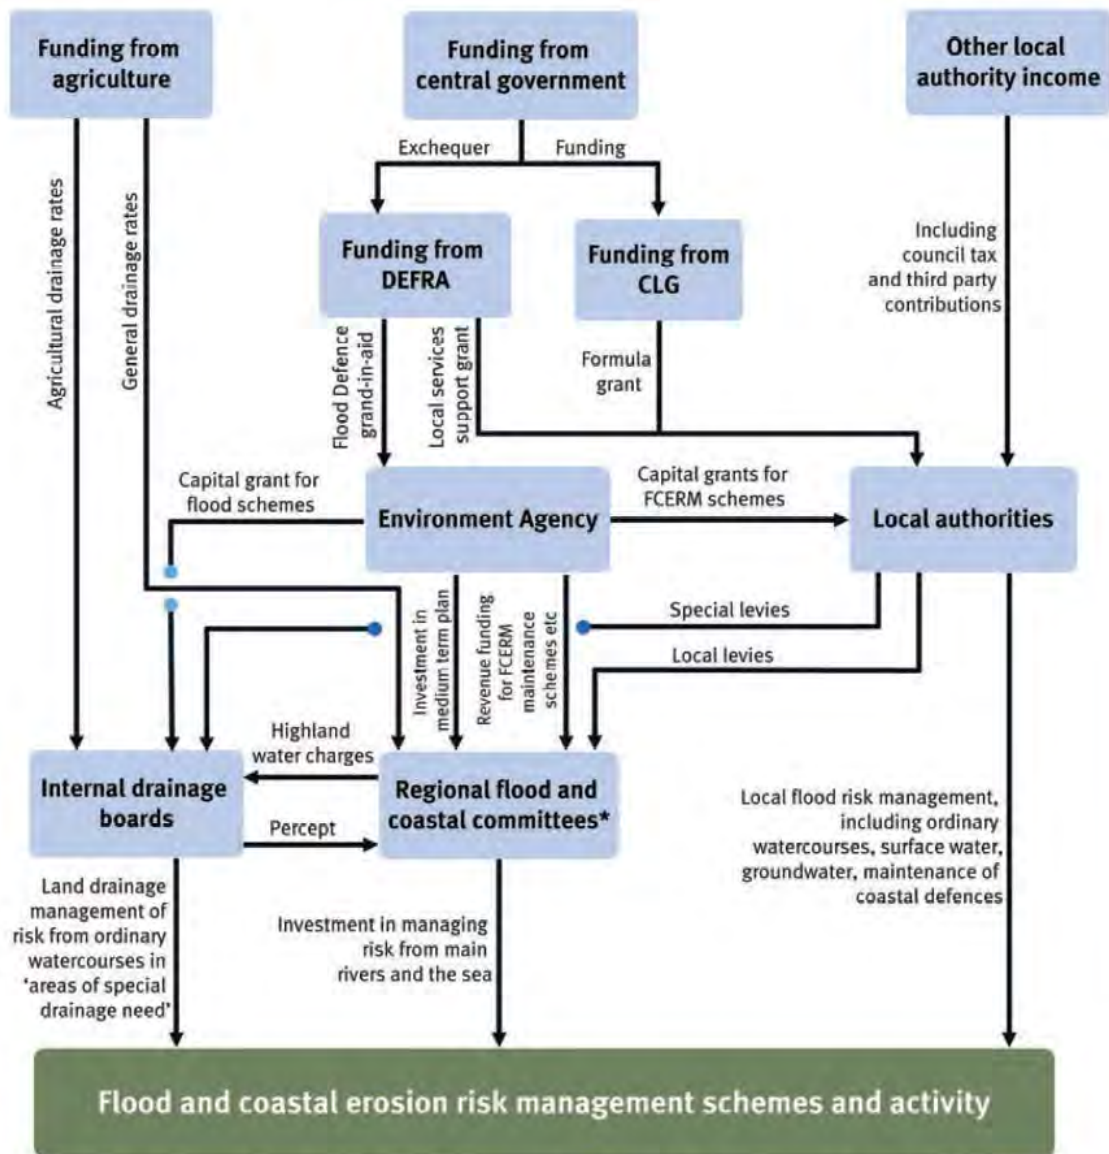 Funding from
agriculture
Funding from
central government
Other local
authority income
Exchequer
Funding
Agricultural drainage rates
General drainage rates
Funding from
DEFRA
Funding from
CLG
Including
council tax
and third party
contributions
Flood Defence
grand-in-aid
Local services
support grant
Formula
grant
Capital grant for
flood schemes
Environment Agency
Capital grants for
FCERM schemes
Local authorities
Investment in
medium term plan
Revenue funding
for FCERM
maintenance
schemes etc
Special levies
Local levies
Highland
water charges
Internal drainage
boards
Percept
Regional flood and
coastal committees*
Local flood risk management,
including ordinary
watercourses, surface water,
groundwater, maintenance of
coastal defences
Land drainage
management of
risk from ordinary
watercourses in
'areas of special
drainage need'
Investment in managing
risk from main
rivers and the sea
Flood and coastal erosion risk management schemes and activity